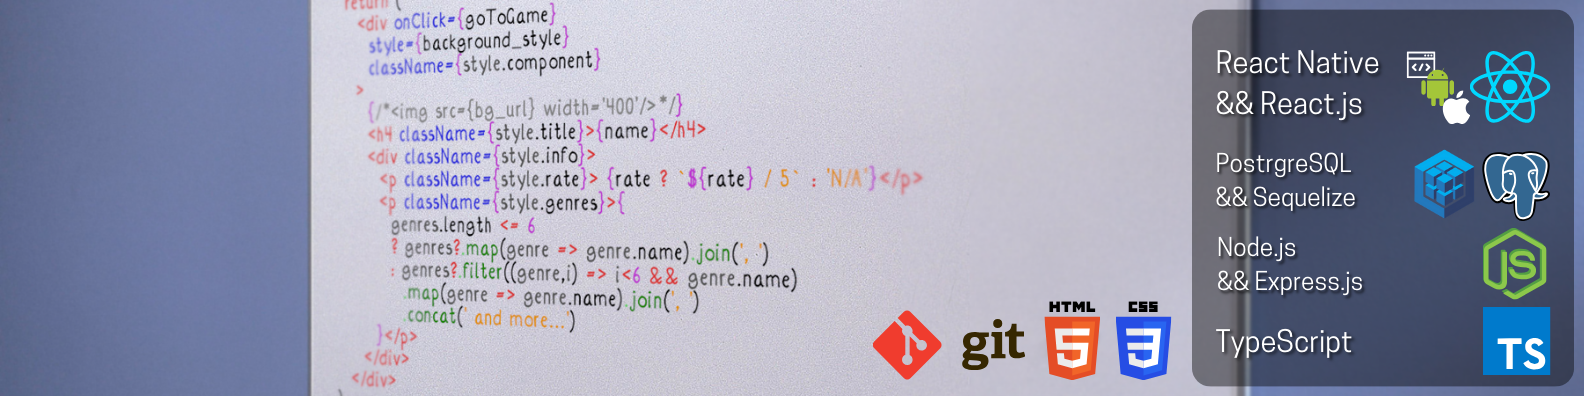 return (
<div onClick={goToGame}
style={background_style}
className={style.component}
>
{/*<img src={bg_url} width='400'/>*/}
<h4 className={style.title}>{name}</h4>
<div className={style.info}>
<p className={style.rate}> {rate ? `${rate} / 5` : 'N/A'}</p>
<p className={style.genres}>{
genres.length <= 6
? genres?.map(genre => genre.name).join(', ')
: genres?.filter((genre,i) => i<6 && genre.name)
.map(genre => genre.name).join(', ')
.concat(' and more...')
}</p>
</div>
</div>
)
git
HTML
5
CSS
3
React Native
&& React.js
</>
PostrgreSQL
&& Sequelize
Node.js
&& Express.js
JS
TypeScript
TS